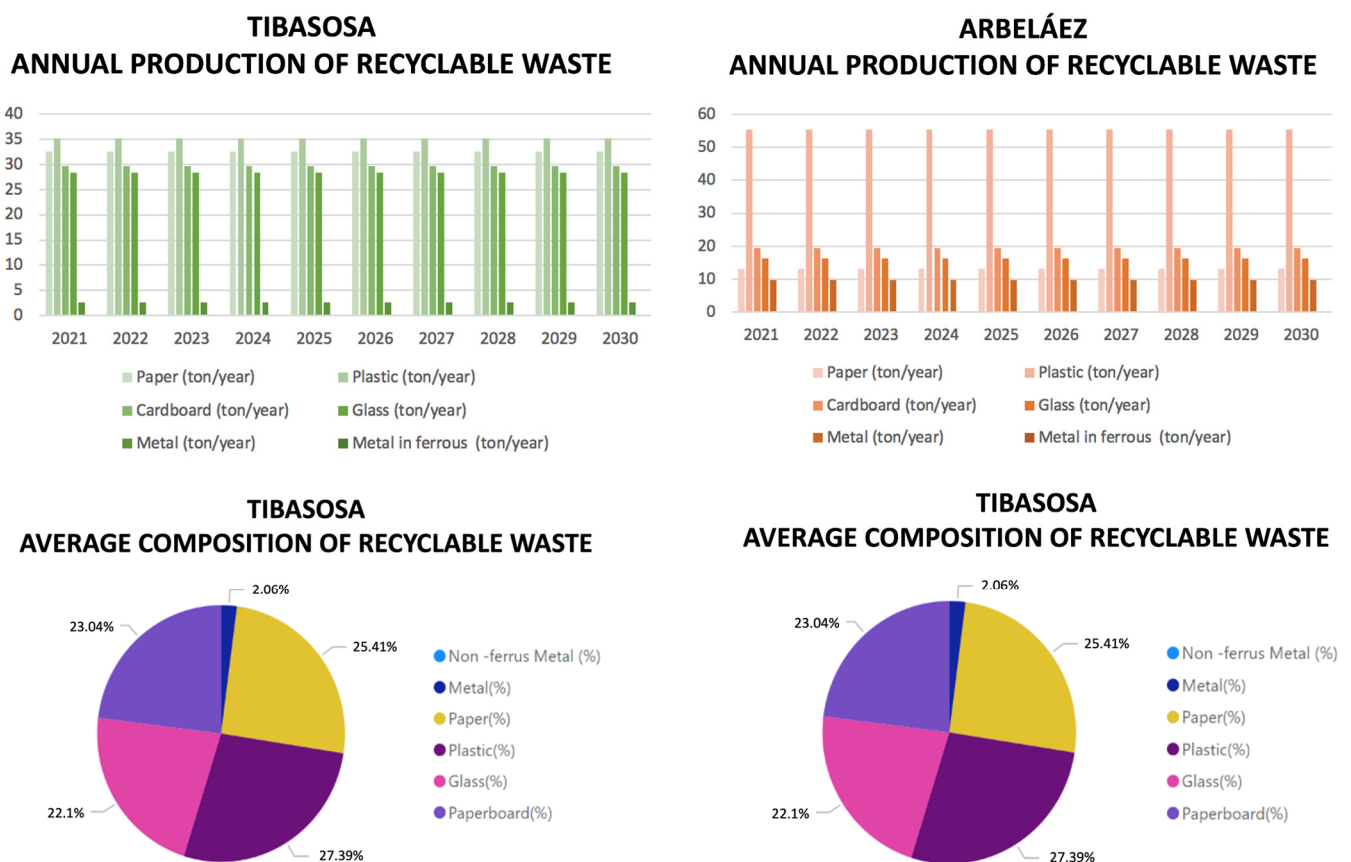 TIBASOSA
ANNUAL PRODUCTION OF RECYCLABLE WASTE
40
35
30
25
20
15
10
5
0
2021 2022 2023 2024 2025 2026 2027 2028 2029 2030
Paper (ton/year) Plastic (ton/year)
Cardboard (ton/year) Glass (ton/year)
Metal (ton/year) Metal in ferrous (ton/year)
ARBELÁEZ
ANNUAL PRODUCTION OF RECYCLABLE WASTE
60
50
40
30
20
10
0
2021 2022 2023 2024 2025 2026 2027 2028 2029 2030
Paper (ton/year) Plastic (ton/year)
Cardboard (ton/year) Glass (ton/year)
Metal (ton/year) Metal in ferrous (ton/year)
TIBASOSA
AVERAGE COMPOSITION OF RECYCLABLE WASTE
2.06%
23.04%
25.41%
22.1%
27.39%
Non -ferrus Metal (%)
Metal(%)
Paper(%)
Plastic(%)
Glass(%)
Paperboard(%)
TIBASOSA
AVERAGE COMPOSITION OF RECYCLABLE WASTE
2.06%
23.04%
25.41%
22.1%
27.39%
Non -ferrus Metal (%)
Metal(%)
Paper(%)
Plastic(%)
Glass(%)
Paperboard(%)